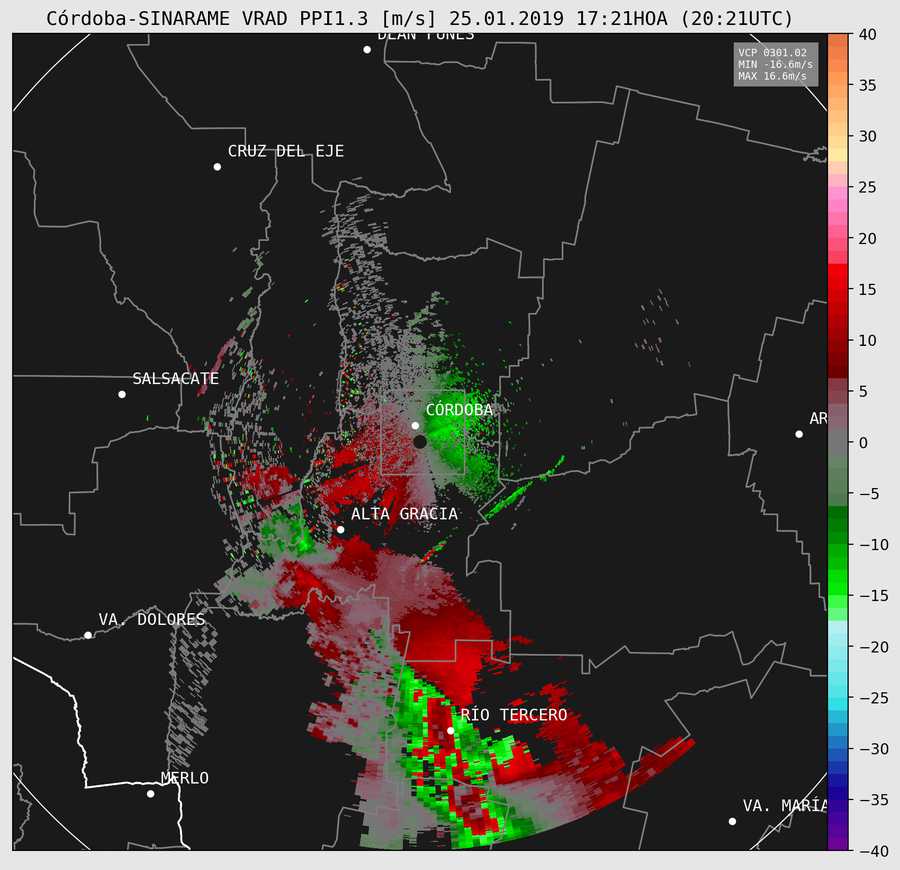 Córdoba-SINARAME VRAD PPI1.3 [m/s] 25.01.2019 17:21HOA (20:21UTC)
DEÁN FUNES
VCP 0301.02
MIN -16.6m/s
MAX 16.6m/s
CRUZ DEL EJE
SALSACATE
CÓRDOBA
AR
ALTA GRACIA
VA. DOLORES
RÍO TERCERO
MERLO
VA. MARÍA
40
35
30
25
20
15
10
5
0
−5
−10
−15
−20
−25
−30
−35
−40